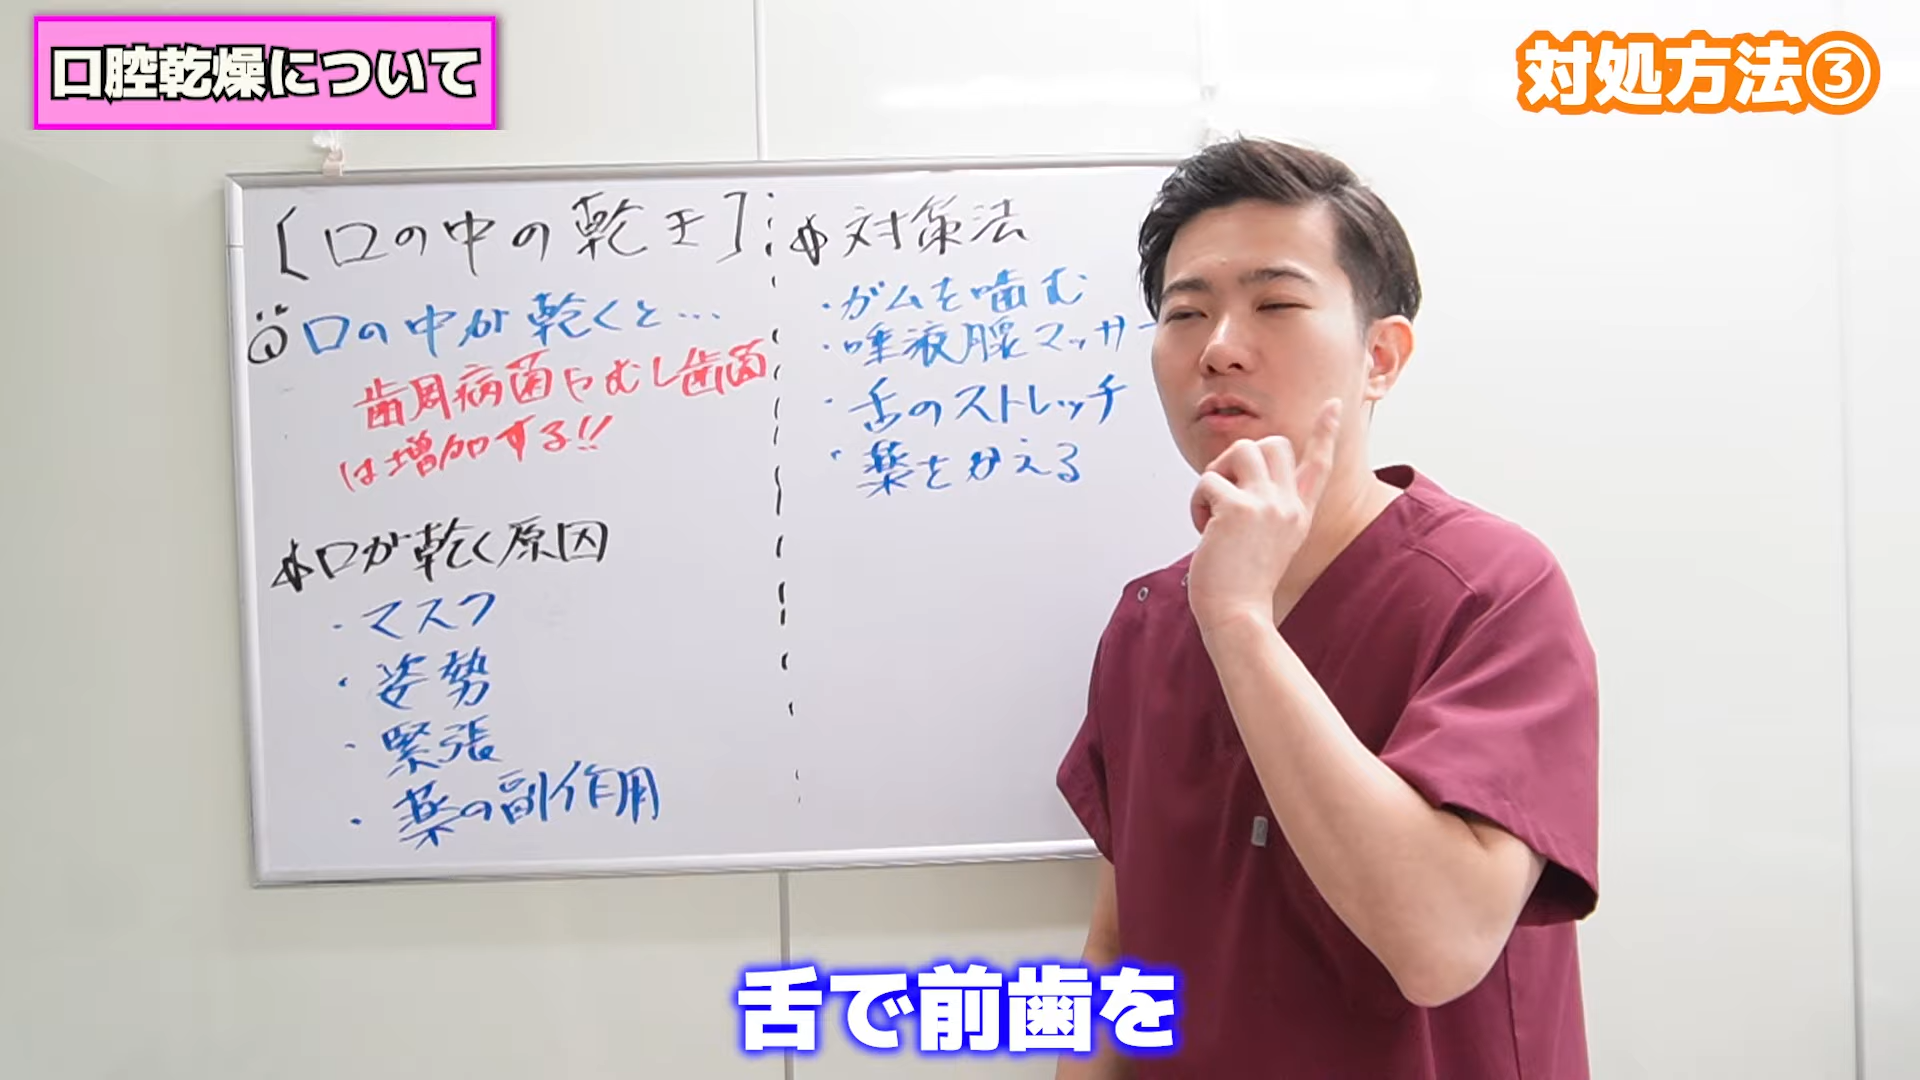 口腔乾燥について
対処方法③
[口の中の乾き]
口の中が乾くと…
歯周病菌やむし歯菌
は増加する!!
口が乾く原因
・マスク
・姿勢
・緊張
・薬の副作用
対策法
・ガムを噛む
・唾液腺マッサー
・舌のストレッチ
・薬をかえる
舌で前歯を